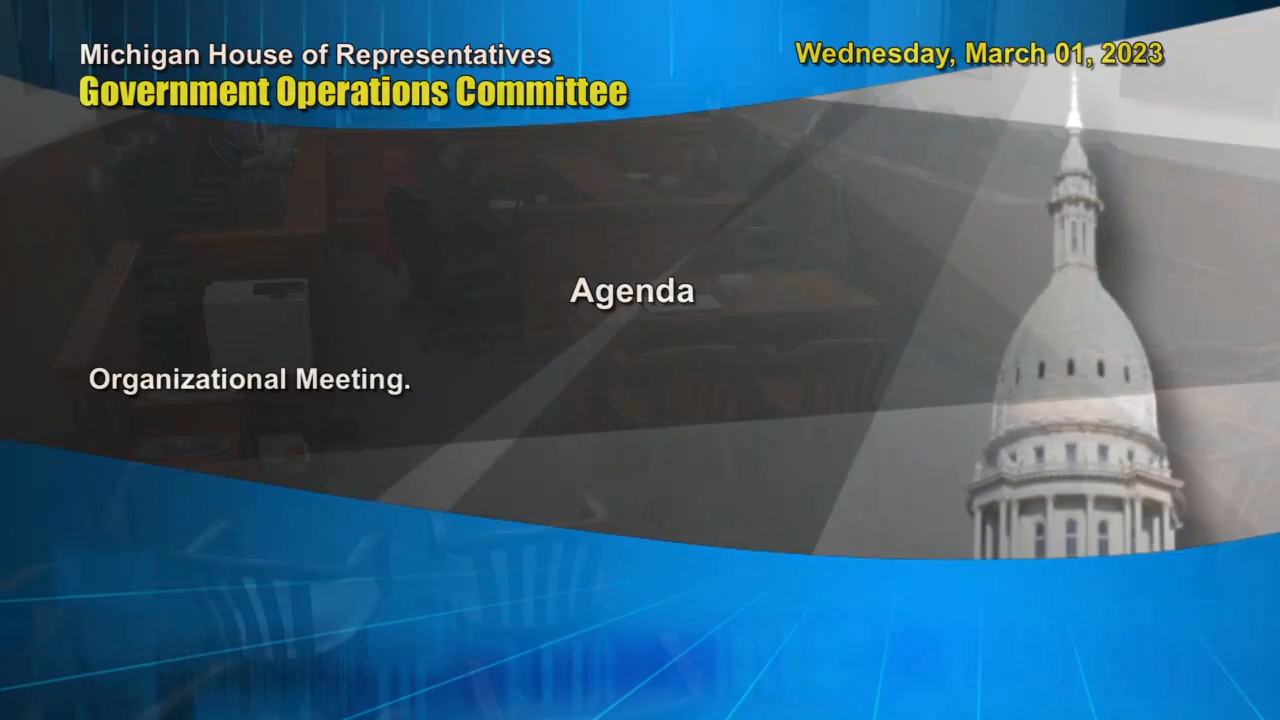 Michigan House of Representatives
Government Operations Committee
Wednesday, March 01, 2023
Agenda
Organizational Meeting.